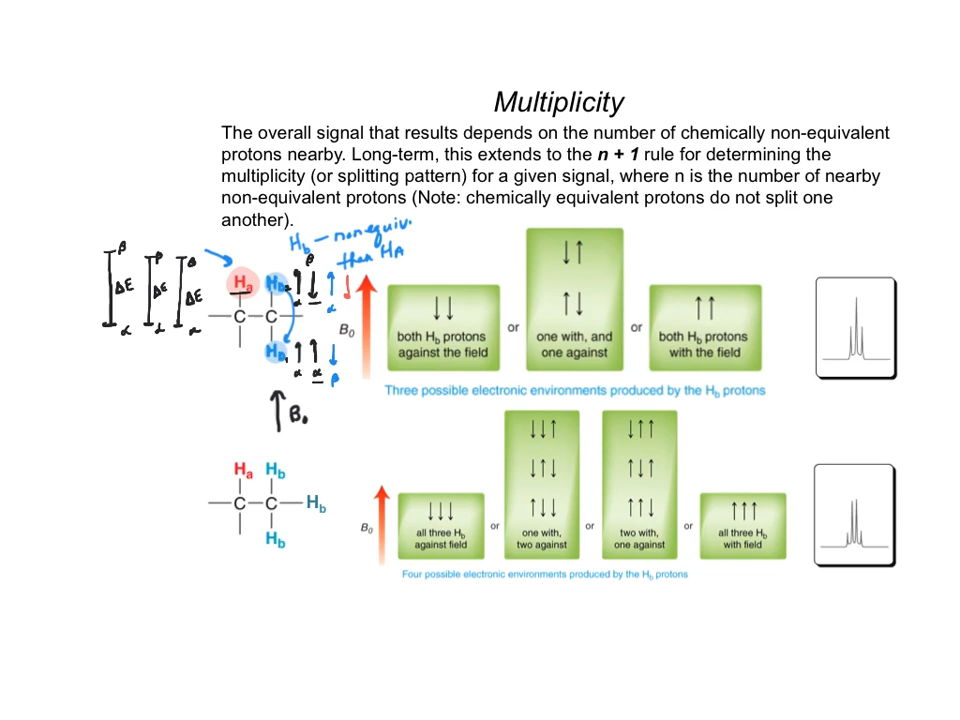 Multiplicity
The overall signal that results depends on the number of chemically non-equivalent
protons nearby. Long-term, this extends to the n + 1 rule for determining the
multiplicity (or splitting pattern) for a given signal, where n is the number of nearby
non-equivalent protons (Note: chemically equivalent protons do not split one
another).
Hb – nonequiv.
than HA
β β β
ΔE ΔE ΔE
α α α
Ha Hb2 ↑ ↓ ↑ ↓
β
α α α
–C–C–
Hb1 ↑ ↑ ↓
α α β
↑ B₀
B₀
↓↓
both Hb protons
against the field
or
↓↑
↑↓
one with, and
one against
or
↑↑
both Hb protons
with the field
Three possible electronic environments produced by the Hb protons
Ha Hb
–C–C–Hb
Hb
B₀
↓↓↓
all three Hb
against field
or
↓↓↑
↓↑↓
↑↓↓
one with,
two against
or
↓↑↑
↑↓↑
↑↑↓
two with,
one against
or
↑↑↑
all three Hb
with field
Four possible electronic environments produced by the Hb protons